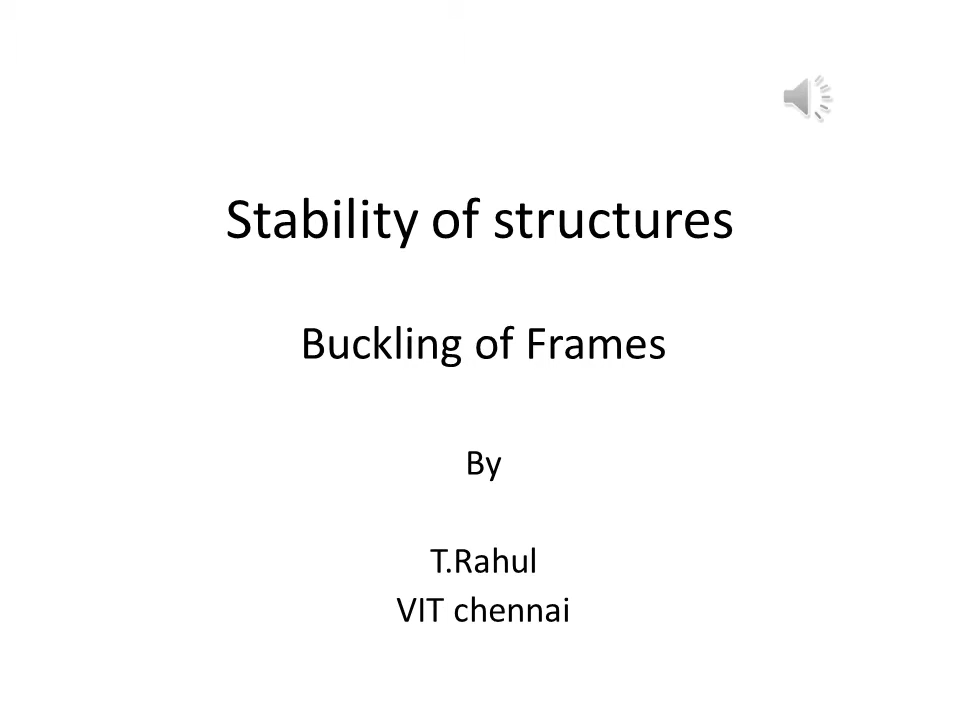 Stability of structures
Buckling of Frames
By
T.Rahul
VIT chennai